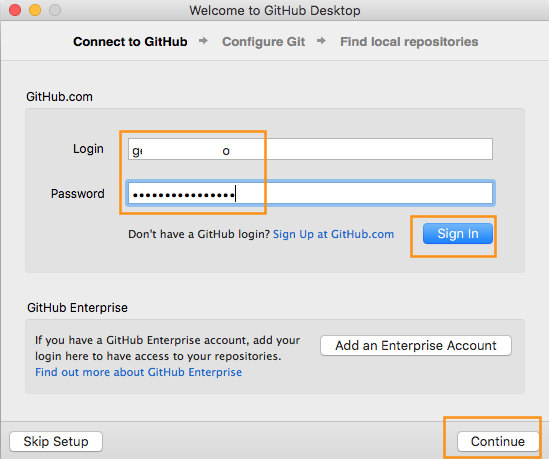 Welcome to GitHub Desktop
Connect to GitHub → Configure Git → Find local repositories
GitHub.com
Login
Password ••••••••••••••••
Don't have a GitHub login? Sign Up at GitHub.com Sign In
GitHub Enterprise
If you have a GitHub Enterprise account, add your
login here to have access to your repositories.
Find out more about GitHub Enterprise
Add an Enterprise Account
Skip Setup Continue